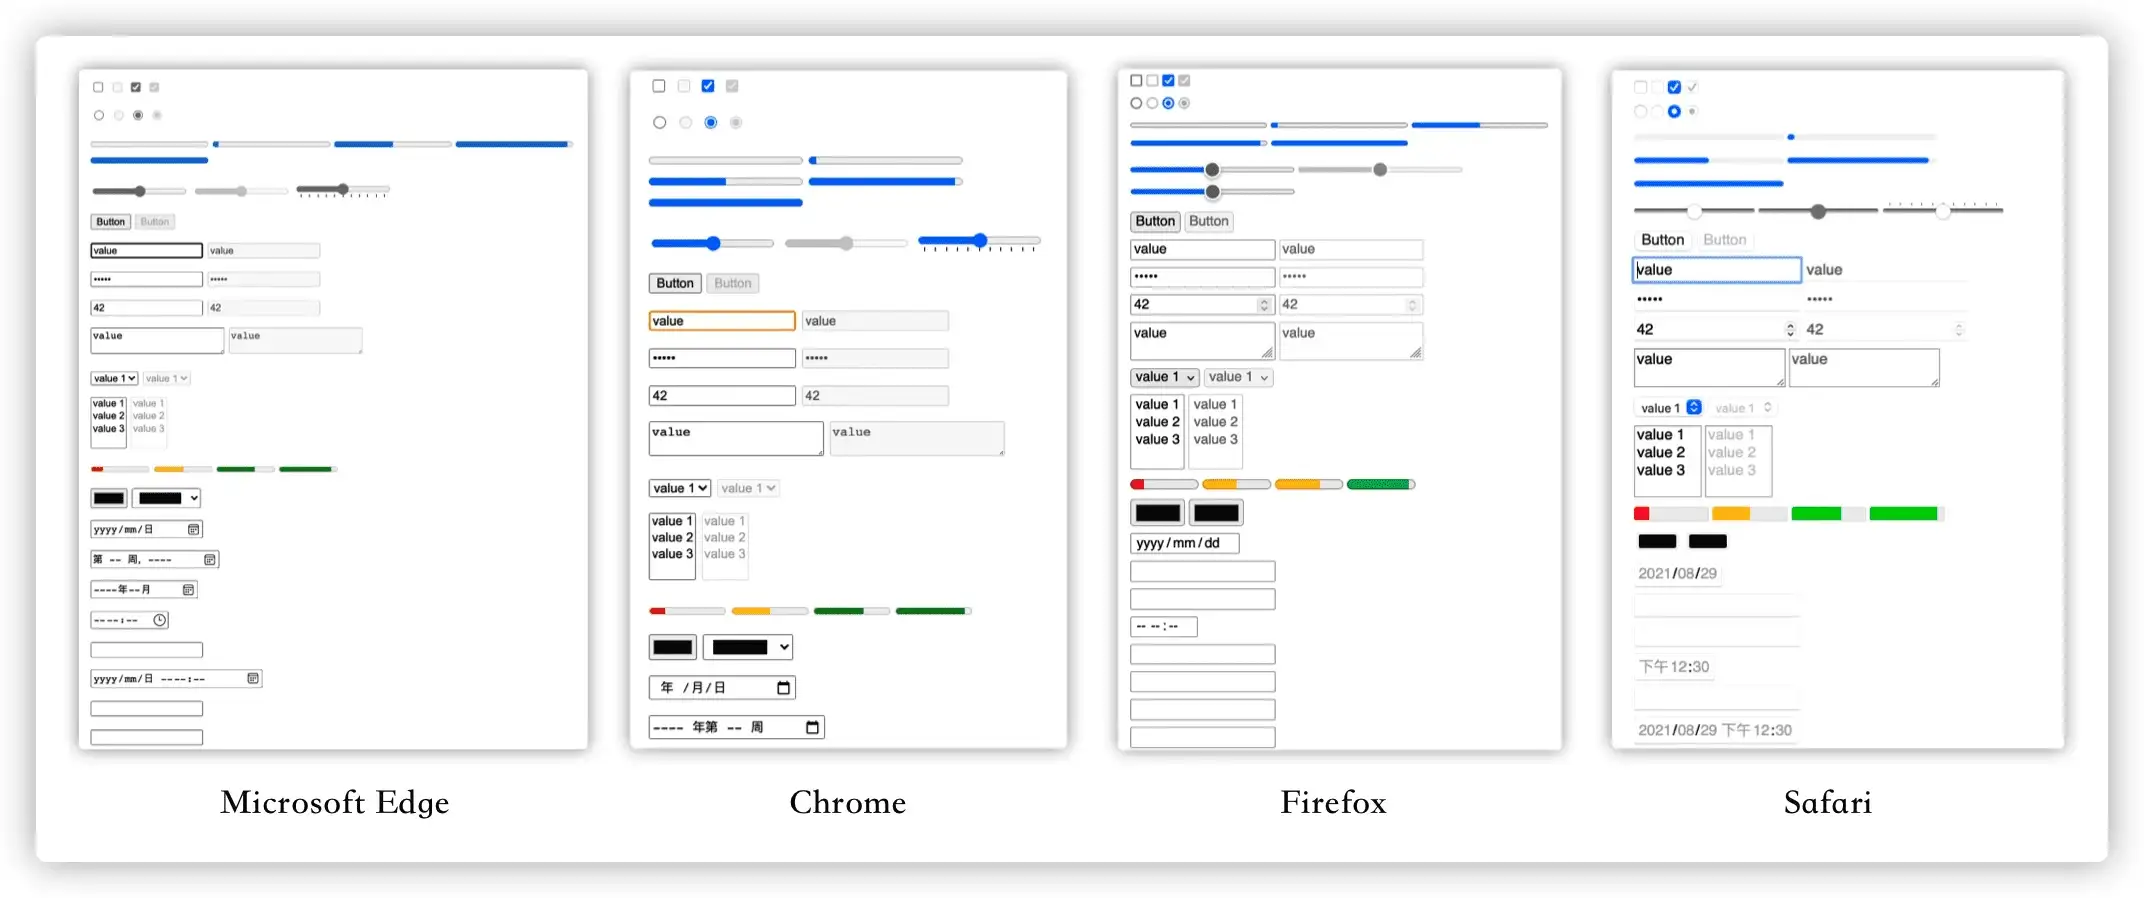 Button Button
value value
••••• ••••••
42 42
value value
value 1 value 1
value 1 value 1
value 2 value 2
value 3 value 3
yyyy/mm/日
第 -- 周, ----
----年--月
----:--
yyyy/mm/日 ----:--
Microsoft Edge
Button Button
value value
••••• •••••
42 42
value value
value 1 value 1
value 1 value 1
value 2 value 2
value 3 value 3
年 /月/日
---- 年第 -- 周
Chrome
Button Button
value value
••••• •••••
42 42
value value
value 1 value 1
value 1 value 1
value 2 value 2
value 3 value 3
yyyy/mm/dd
-- --:--
Firefox
Button Button
value value
••••• •••••
42 42
value value
value 1 value 1
value 1 value 1
value 2 value 2
value 3 value 3
2021/08/29
下午12:30
2021/08/29 下午12:30
Safari